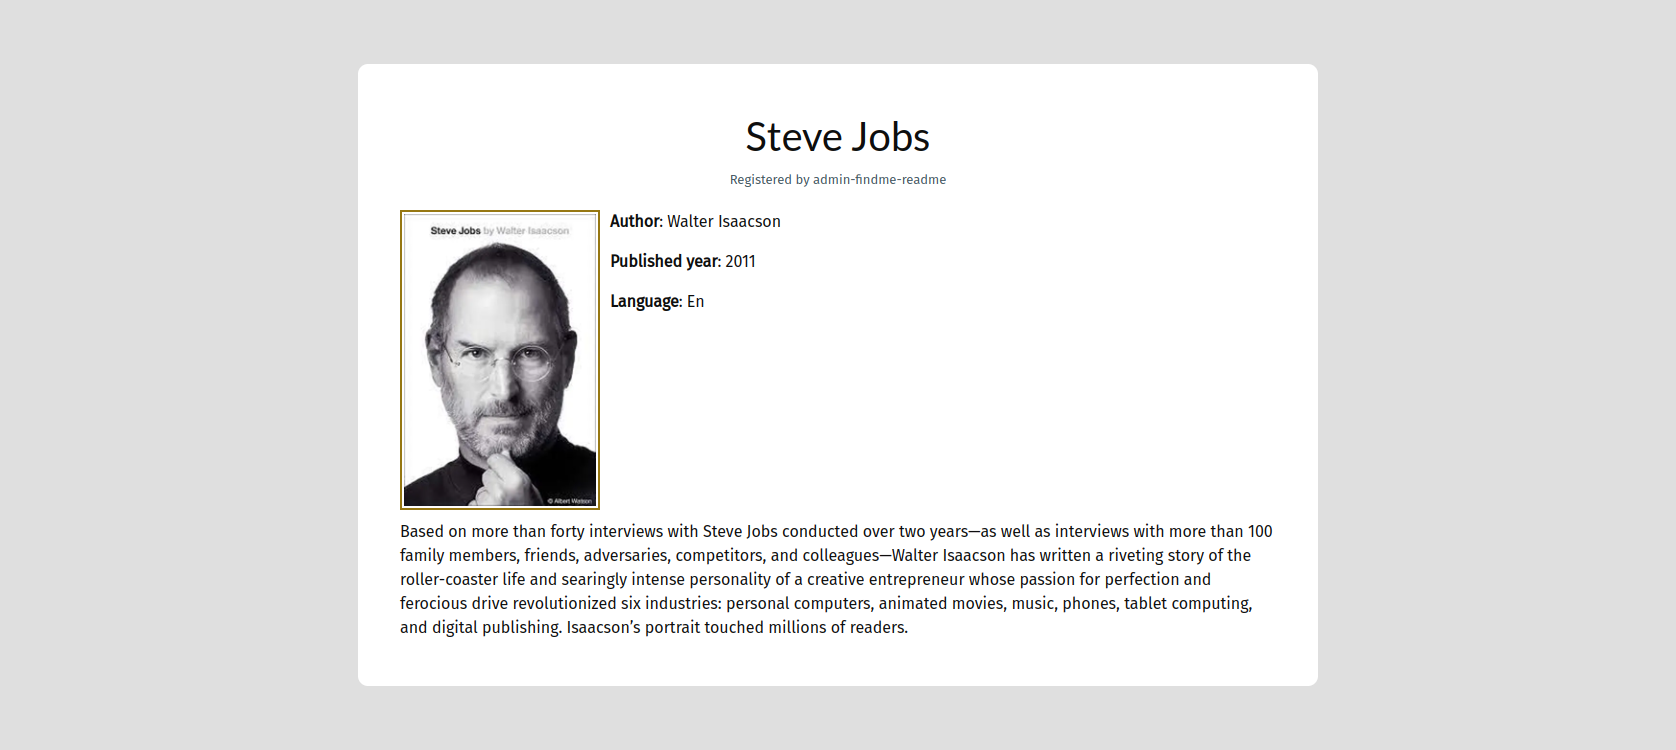 Steve Jobs
Registered by admin-findme-readme
Steve Jobs by Walter Isaacson
© Albert Watson
Author: Walter Isaacson
Published year: 2011
Language: En
Based on more than forty interviews with Steve Jobs conducted over two years—as well as interviews with more than 100
family members, friends, adversaries, competitors, and colleagues—Walter Isaacson has written a riveting story of the
roller-coaster life and searingly intense personality of a creative entrepreneur whose passion for perfection and
ferocious drive revolutionized six industries: personal computers, animated movies, music, phones, tablet computing,
and digital publishing. Isaacson’s portrait touched millions of readers.